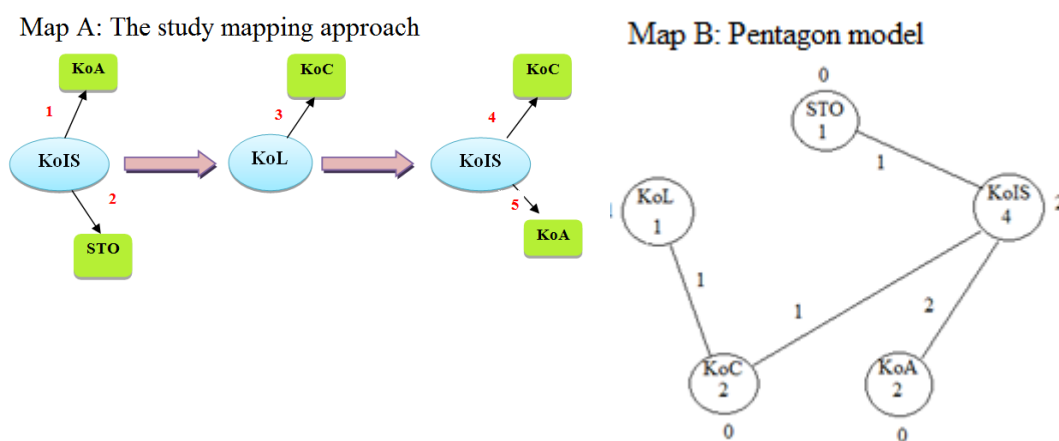 Map A: The study mapping approach
KoA
KoC
KoC
1
3
4
KoIS
KoL
KoIS
2
5
STO
KoA
Map B: Pentagon model
0
STO
1
1
KoL
1
KoIS
4
2
1
1
2
KoC
2
KoA
2
0
0